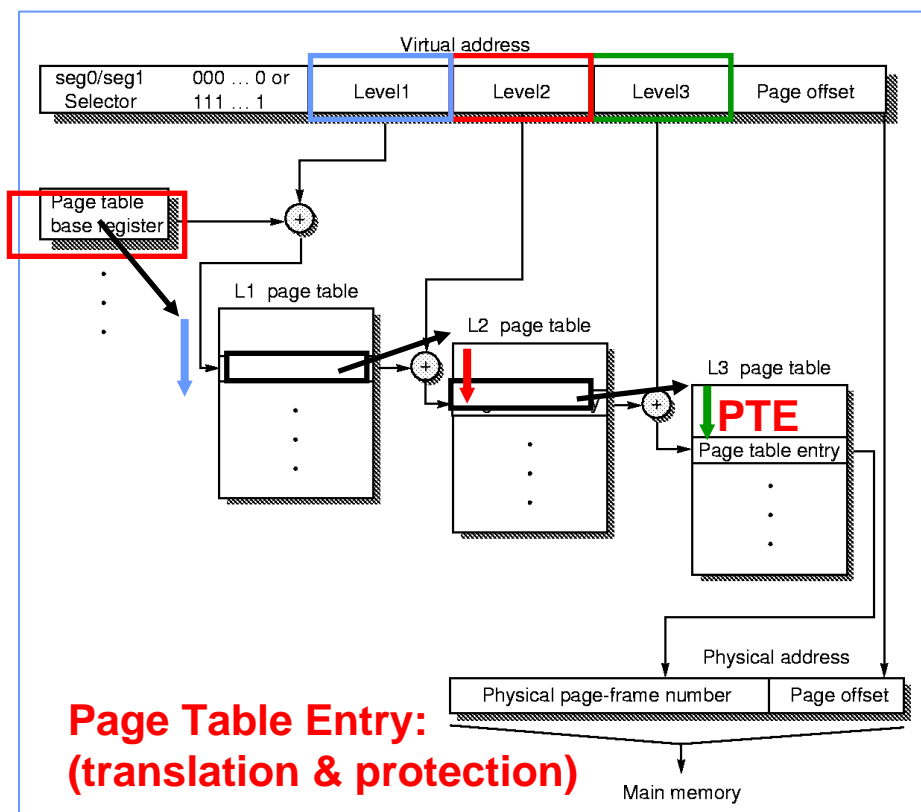 Virtual address
seg0/seg1 000 ... 0 or
Selector 111 ... 1
Level1
Level2
Level3
Page offset
Page table
base register
L1 page table
L2 page table
L3 page table
PTE
Page table entry
Physical address
Physical page-frame number
Page offset
Page Table Entry:
(translation & protection)
Main memory